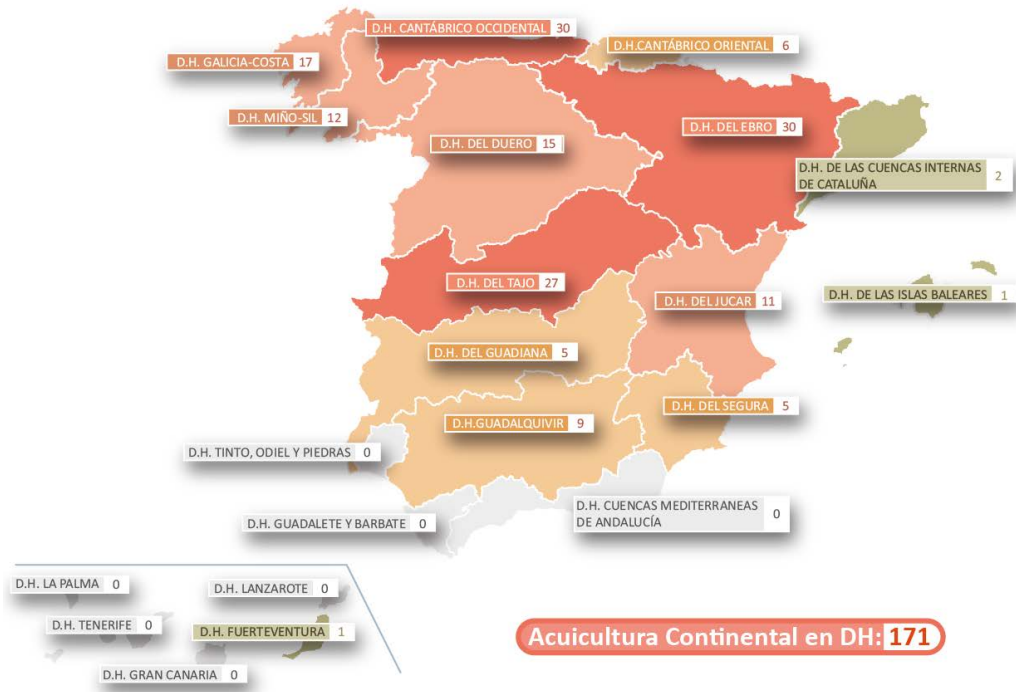 D.H. CANTÁBRICO OCCIDENTAL 30
D.H.CANTÁBRICO ORIENTAL 6
D.H. GALICIA-COSTA 17
D.H. MIÑO-SIL 12
D.H. DEL DUERO 15
D.H. DEL EBRO 30
D.H. DE LAS CUENCAS INTERNAS
DE CATALUÑA 2
D.H. DEL TAJO 27
D.H. DEL JUCAR 11
D.H. DE LAS ISLAS BALEARES 1
D.H. DEL GUADIANA 5
D.H. DEL SEGURA 5
D.H.GUADALQUIVIR 9
D.H. TINTO, ODIEL Y PIEDRAS 0
D.H. GUADALETE Y BARBATE 0
D.H. CUENCAS MEDITERRANEAS
DE ANDALUCÍA 0
D.H. LA PALMA 0
D.H. LANZAROTE 0
D.H. TENERIFE 0
D.H. FUERTEVENTURA 1
D.H. GRAN CANARIA 0
Acuicultura Continental en DH: 171